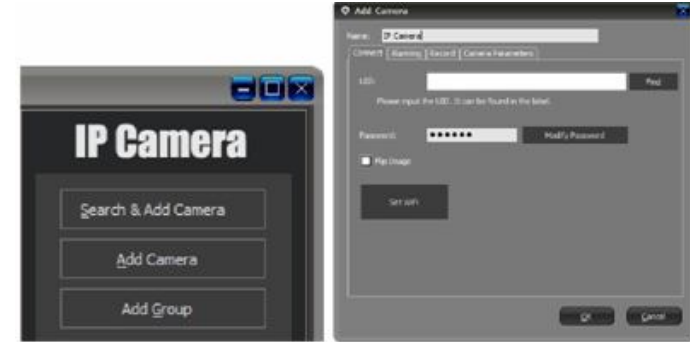 IP Camera
Search & Add Camera
Add Camera
Add Group
Add Camera
Name: IP Camera
Connect Alarming Record Camera Parameters
UID: Find
Please input the UID. It can be found in the label.
Password: ●●●●●● Modify Password
Flip Image
Set WiFi
OK Cancel